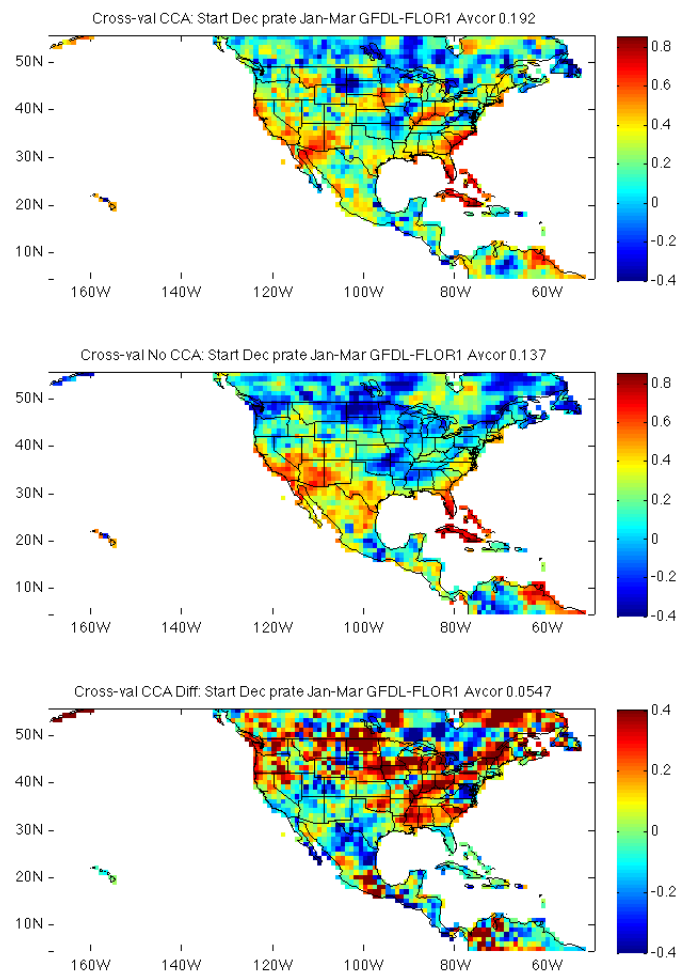 Cross-val CCA: Start Dec prate Jan-Mar GFDL-FLOR1 Avcor 0.192
50N
40N
30N
20N
10N
160W 140W 120W 100W 80W 60W
0.8
0.6
0.4
0.2
0
-0.2
-0.4
Cross-val No CCA: Start Dec prate Jan-Mar GFDL-FLOR1 Avcor 0.137
50N
40N
30N
20N
10N
160W 140W 120W 100W 80W 60W
0.8
0.6
0.4
0.2
0
-0.2
-0.4
Cross-val CCA Diff: Start Dec prate Jan-Mar GFDL-FLOR1 Avcor 0.0547
50N
40N
30N
20N
10N
160W 140W 120W 100W 80W 60W
0.4
0.2
0
-0.2
-0.4